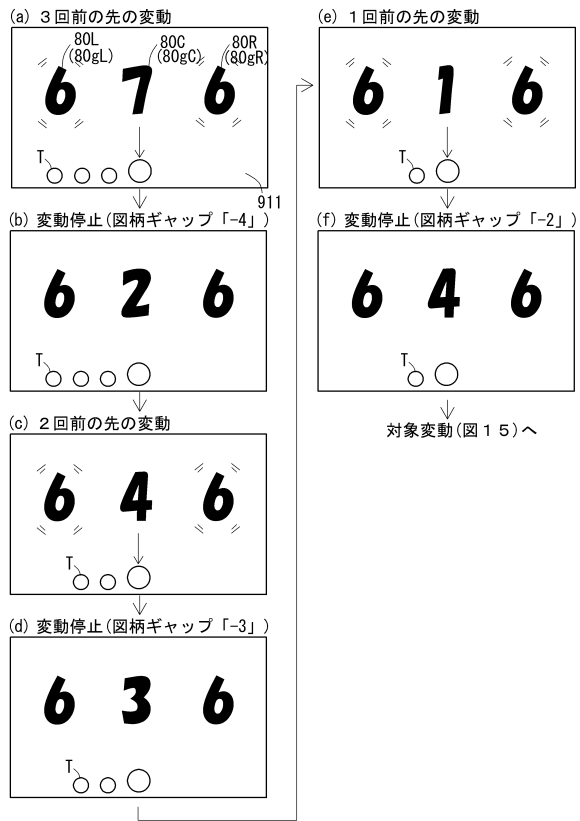 (a) 3回前の先の変動
80L
(80gL)
80C
(80gC)
80R
(80gR)
6 7 6
T
911
(b) 変動停止(図柄ギャップ「-4」)
6 2 6
T
(c) 2回前の先の変動
6 4 6
T
(d) 変動停止(図柄ギャップ「-3」)
6 3 6
T
(e) 1回前の先の変動
6 1 6
T
(f) 変動停止(図柄ギャップ「-2」)
6 4 6
T
対象変動(図15)へ